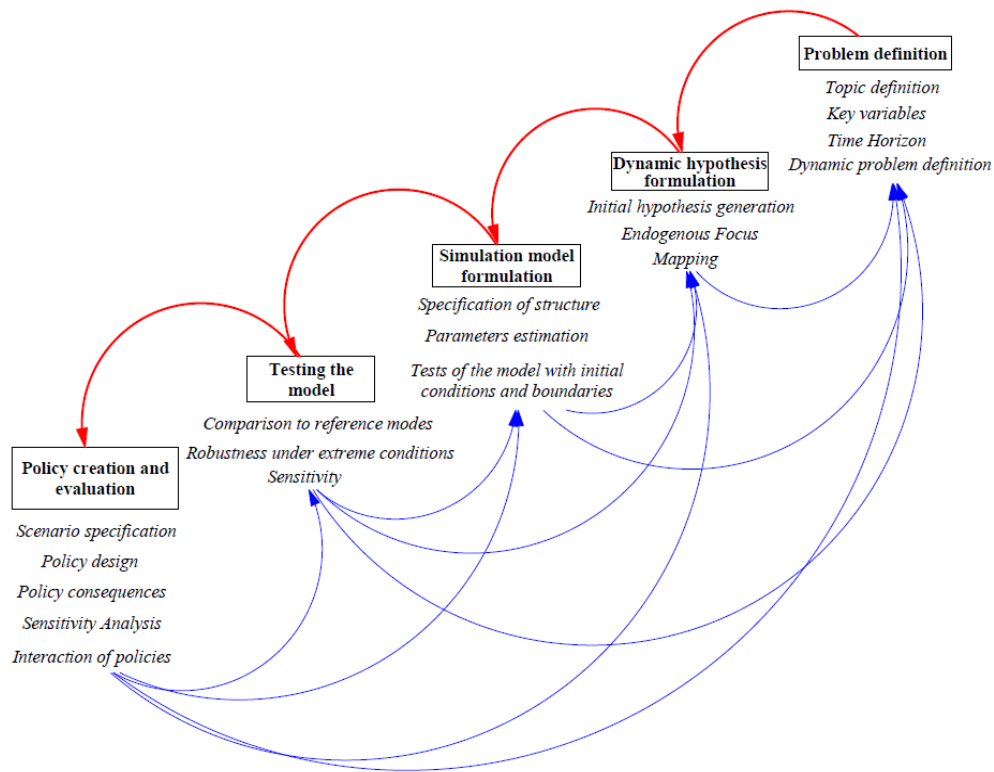 Problem definition
Topic definition
Key variables
Time Horizon
Dynamic problem definition
Dynamic hypothesis
formulation
Initial hypothesis generation
Endogenous Focus
Mapping
Simulation model
formulation
Specification of structure
Parameters estimation
Tests of the model with initial
conditions and boundaries
Testing the
model
Comparison to reference modes
Robustness under extreme conditions
Sensitivity
Policy creation and
evaluation
Scenario specification
Policy design
Policy consequences
Sensitivity Analysis
Interaction of policies